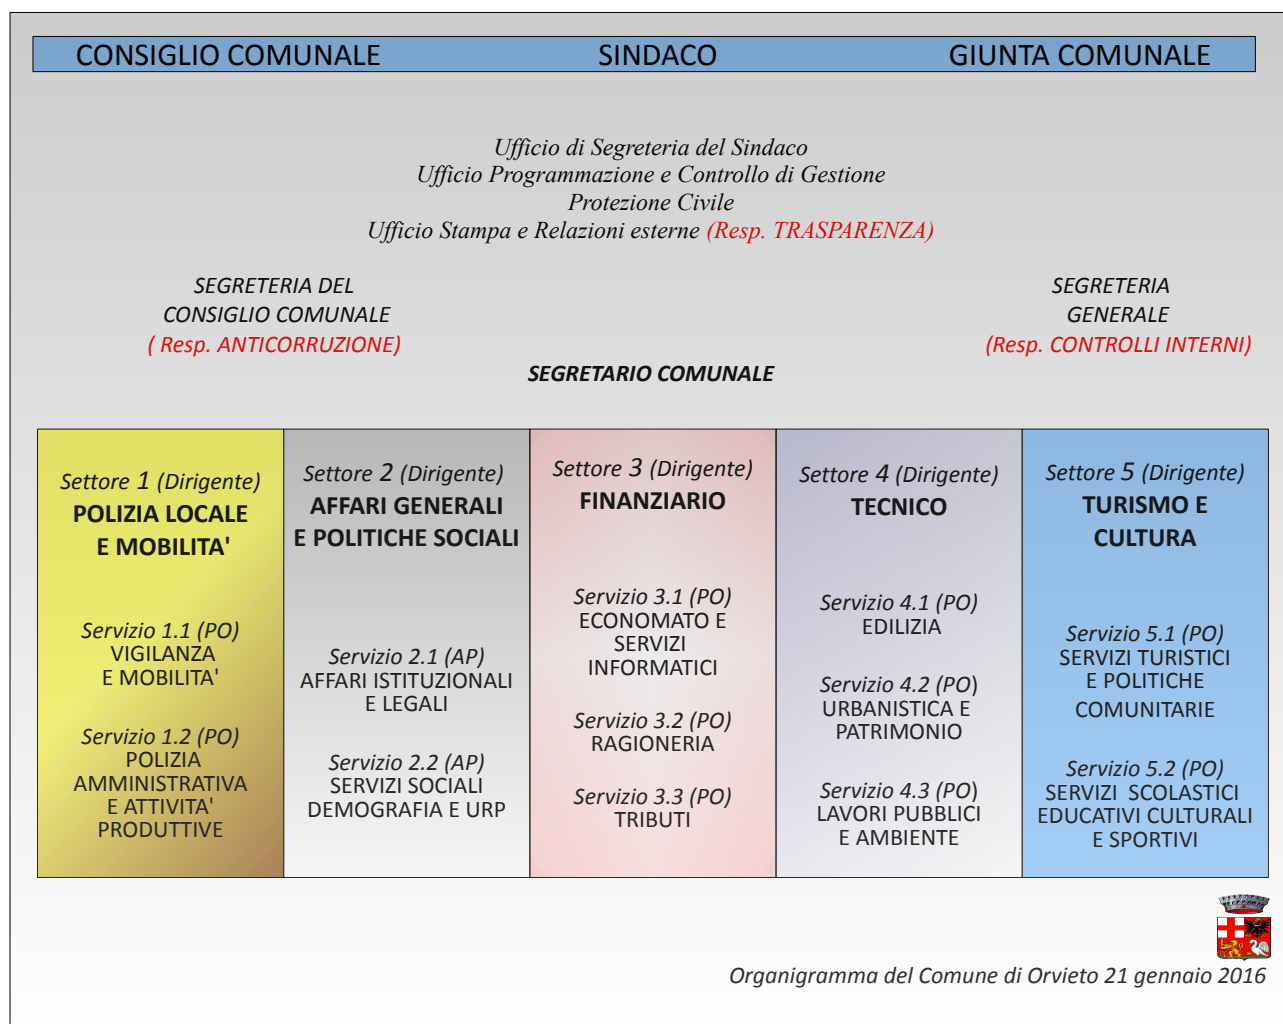 CONSIGLIO COMUNALE SINDACO GIUNTA COMUNALE
Ufficio di Segreteria del Sindaco
Ufficio Programmazione e Controllo di Gestione
Protezione Civile
Ufficio Stampa e Relazioni esterne (Resp. TRASPARENZA)
SEGRETERIA DEL
CONSIGLIO COMUNALE
( Resp. ANTICORRUZIONE)
SEGRETERIA
GENERALE
(Resp. CONTROLLI INTERNI)
SEGRETARIO COMUNALE
Settore 1 (Dirigente)
POLIZIA LOCALE
E MOBILITA'
Servizio 1.1 (PO)
VIGILANZA
E MOBILITA'
Servizio 1.2 (PO)
POLIZIA
AMMINISTRATIVA
E ATTIVITA'
PRODUTTIVE
Settore 2 (Dirigente)
AFFARI GENERALI
E POLITICHE SOCIALI
Servizio 2.1 (AP)
AFFARI ISTITUZIONALI
E LEGALI
Servizio 2.2 (AP)
SERVIZI SOCIALI
DEMOGRAFIA E URP
Settore 3 (Dirigente)
FINANZIARIO
Servizio 3.1 (PO)
ECONOMATO E
SERVIZI
INFORMATICI
Servizio 3.2 (PO)
RAGIONERIA
Servizio 3.3 (PO)
TRIBUTI
Settore 4 (Dirigente)
TECNICO
Servizio 4.1 (PO)
EDILIZIA
Servizio 4.2 (PO)
URBANISTICA E
PATRIMONIO
Servizio 4.3 (PO)
LAVORI PUBBLICI
E AMBIENTE
Settore 5 (Dirigente)
TURISMO E
CULTURA
Servizio 5.1 (PO)
SERVIZI TURISTICI
E POLITICHE
COMUNITARIE
Servizio 5.2 (PO)
SERVIZI SCOLASTICI
EDUCATIVI CULTURALI
E SPORTIVI
Organigramma del Comune di Orvieto 21 gennaio 2016